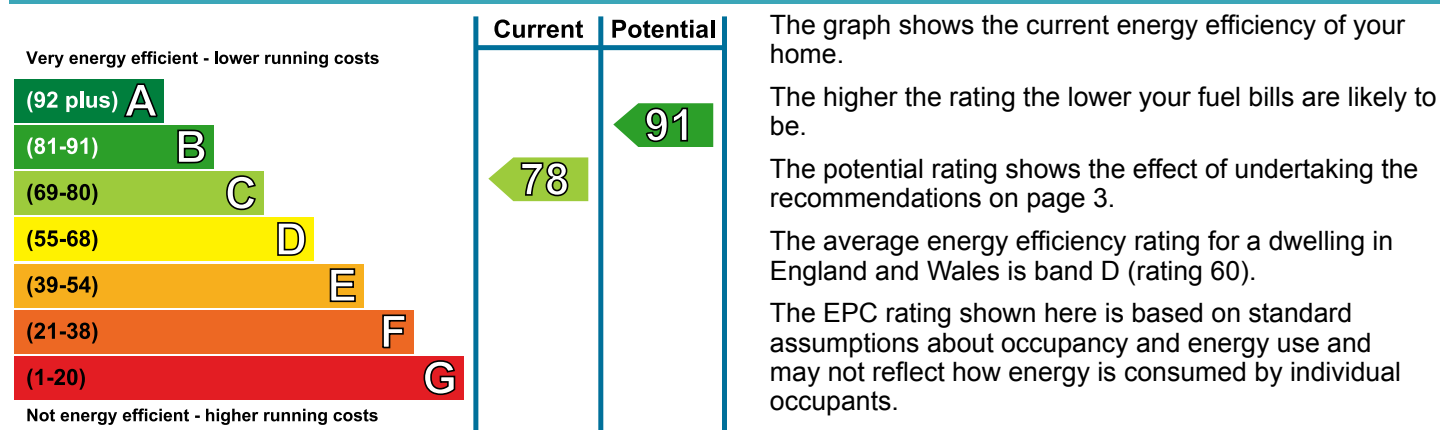 Current Potential
Very energy efficient - lower running costs
(92 plus) A
(81-91) B
(69-80) C
(55-68) D
(39-54) E
(21-38) F
(1-20) G
Not energy efficient - higher running costs
78
91
The graph shows the current energy efficiency of your
home.
The higher the rating the lower your fuel bills are likely to
be.
The potential rating shows the effect of undertaking the
recommendations on page 3.
The average energy efficiency rating for a dwelling in
England and Wales is band D (rating 60).
The EPC rating shown here is based on standard
assumptions about occupancy and energy use and
may not reflect how energy is consumed by individual
occupants.